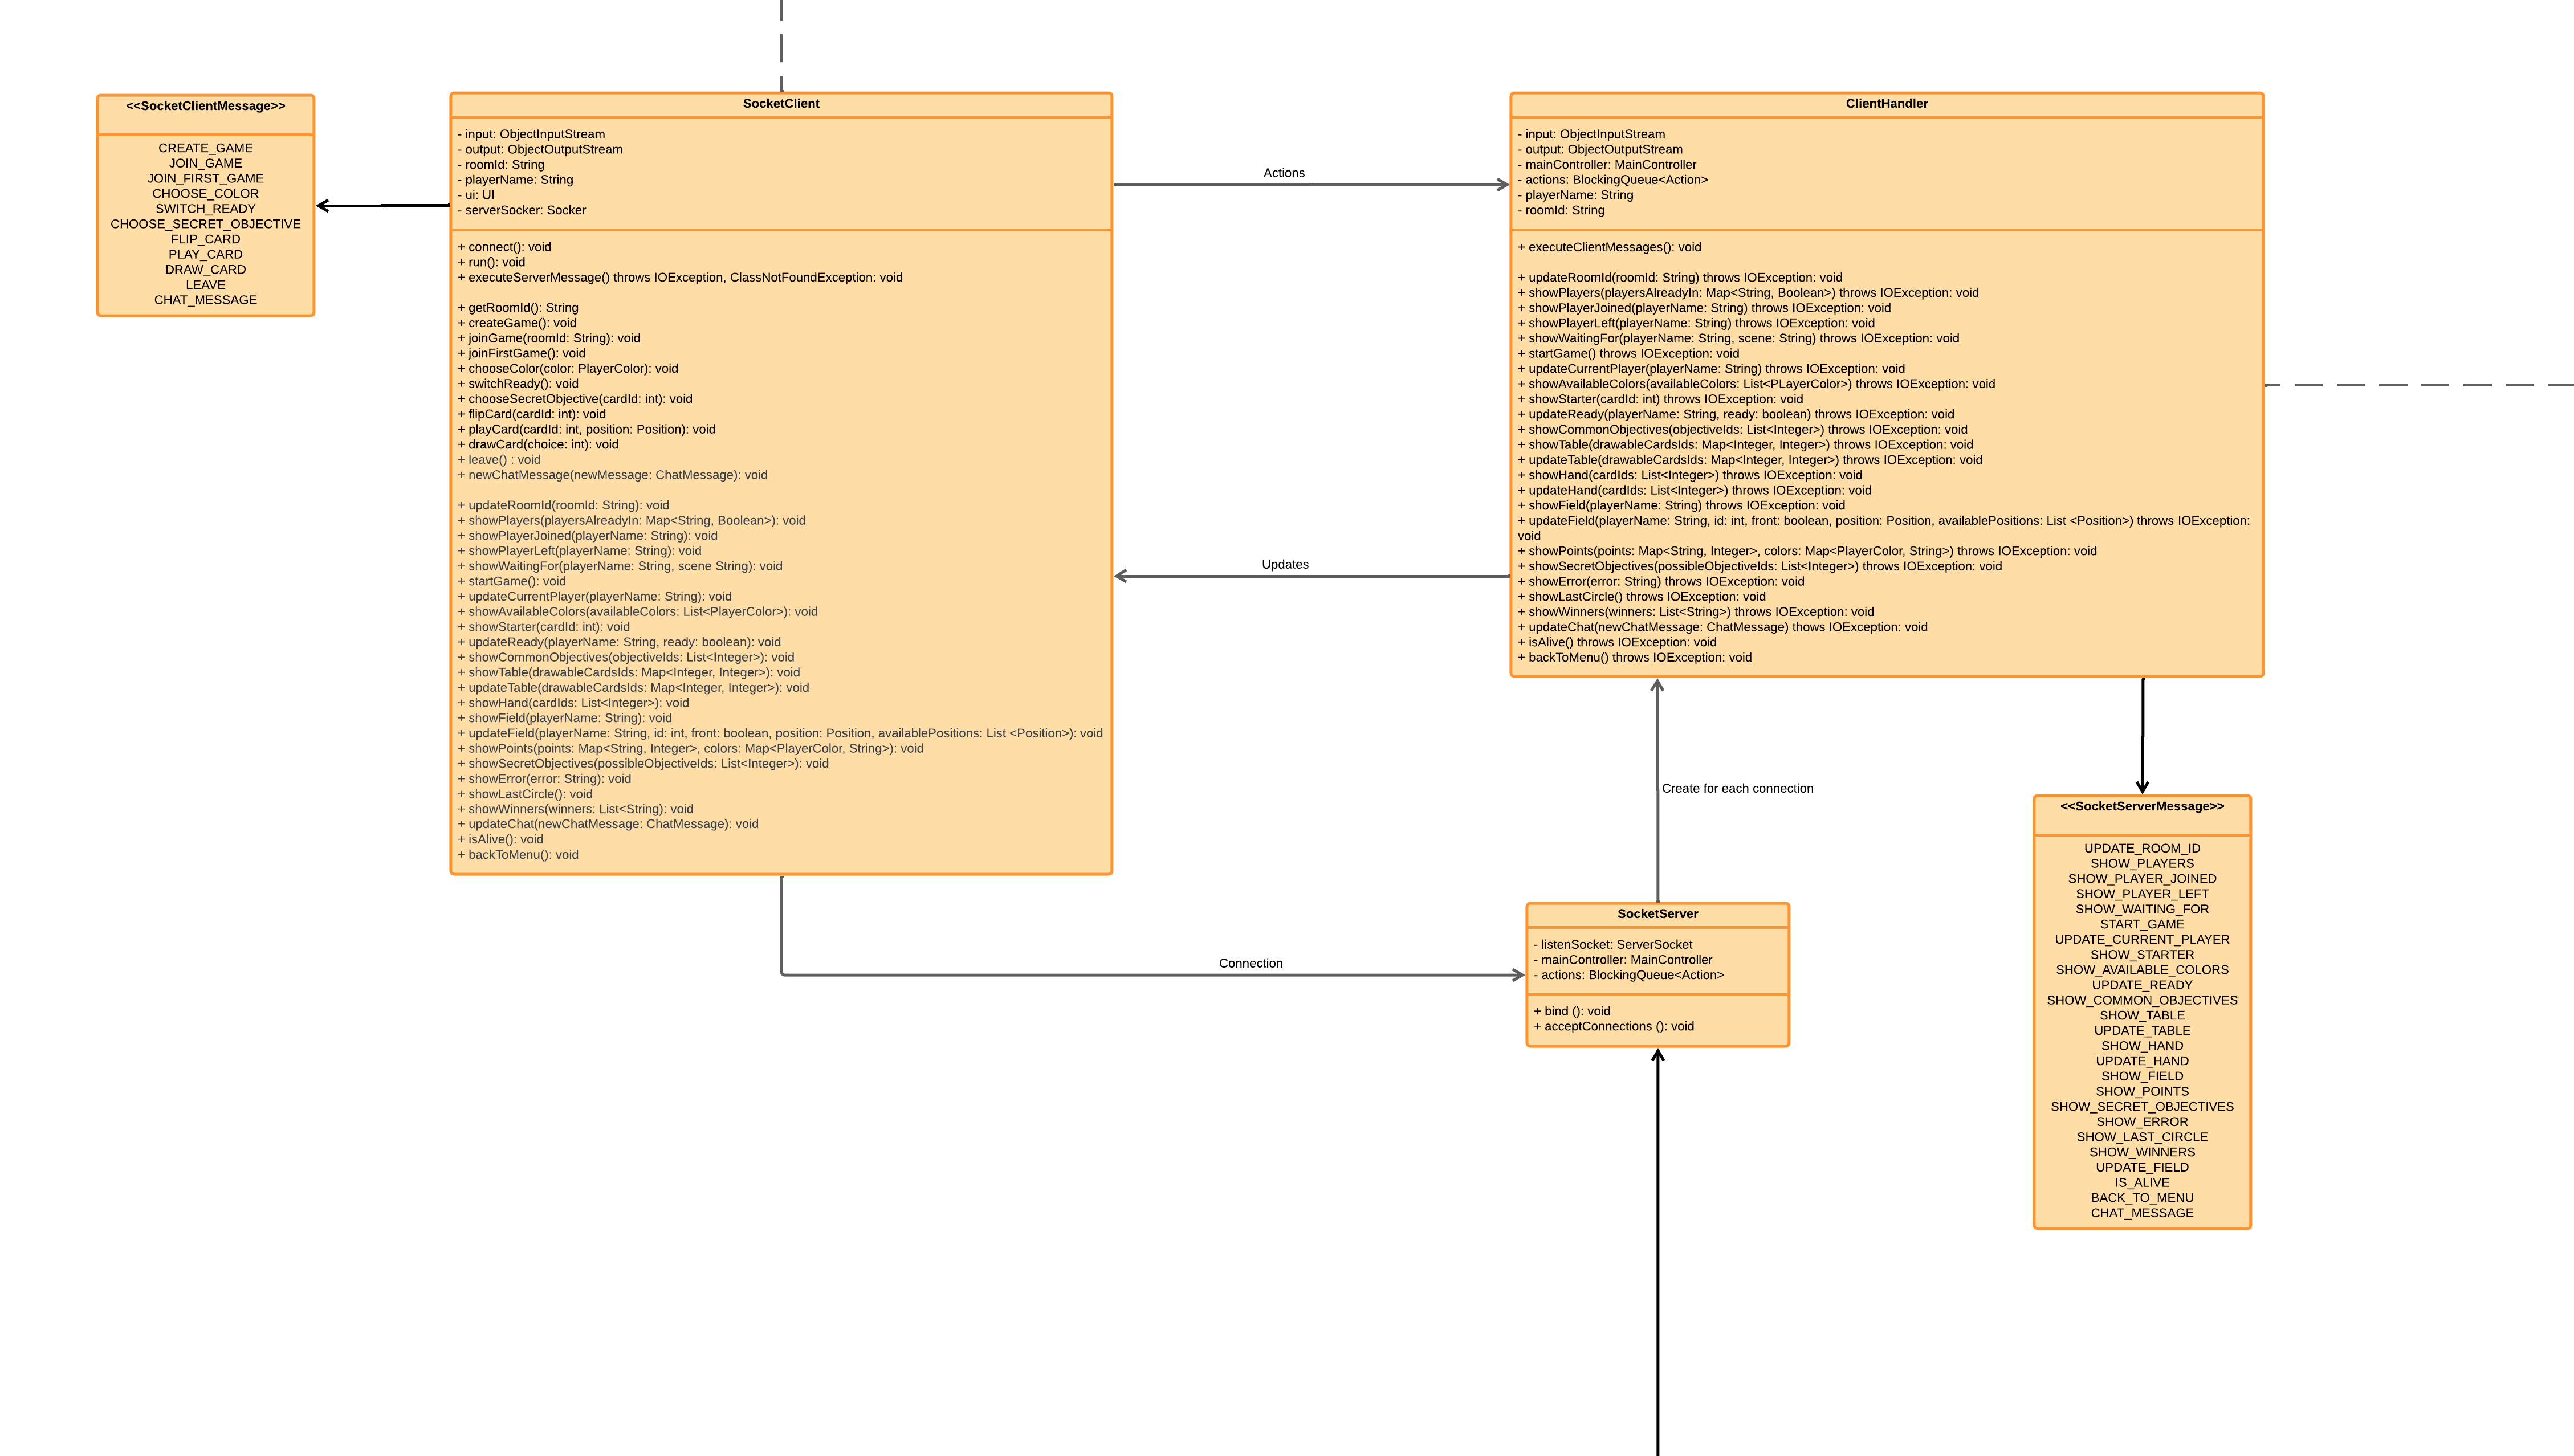 <<SocketClientMessage>>
CREATE_GAME
JOIN_GAME
JOIN_FIRST_GAME
CHOOSE_COLOR
SWITCH_READY
CHOOSE_SECRET_OBJECTIVE
FLIP_CARD
PLAY_CARD
DRAW_CARD
LEAVE
CHAT_MESSAGE
SocketClient
- input: ObjectInputStream
- output: ObjectOutputStream
- roomId: String
- playerName: String
- ui: UI
- serverSocker: Socker
+ connect(): void
+ run(): void
+ executeServerMessage() throws IOException, ClassNotFoundException: void
+ getRoomId(): String
+ createGame(): void
+ joinGame(roomId: String): void
+ joinFirstGame(): void
+ chooseColor(color: PlayerColor): void
+ switchReady(): void
+ chooseSecretObjective(cardId: int): void
+ flipCard(cardId: int): void
+ playCard(cardId: int, position: Position): void
+ drawCard(choice: int): void
+ leave() : void
+ newChatMessage(newMessage: ChatMessage): void
+ updateRoomId(roomId: String): void
+ showPlayers(playersAlreadyIn: Map<String, Boolean>): void
+ showPlayerJoined(playerName: String): void
+ showPlayerLeft(playerName: String): void
+ showWaitingFor(playerName: String, scene String): void
+ startGame(): void
+ updateCurrentPlayer(playerName: String): void
+ showAvailableColors(availableColors: List<PlayerColor>): void
+ showStarter(cardId: int): void
+ updateReady(playerName: String, ready: boolean): void
+ showCommonObjectives(objectiveIds: List<Integer>): void
+ showTable(drawableCardsIds: Map<Integer, Integer>): void
+ updateTable(drawableCardsIds: Map<Integer, Integer>): void
+ showHand(cardIds: List<Integer>): void
+ showField(playerName: String): void
+ updateField(playerName: String, id: int, front: boolean, position: Position, availablePositions: List <Position>): void
+ showPoints(points: Map<String, Integer>, colors: Map<PlayerColor, String>): void
+ showSecretObjectives(possibleObjectiveIds: List<Integer>): void
+ showError(error: String): void
+ showLastCircle(): void
+ showWinners(winners: List<String): void
+ updateChat(newChatMessage: ChatMessage): void
+ isAlive(): void
+ backToMenu(): void
Actions
Updates
Connection
ClientHandler
- input: ObjectInputStream
- output: ObjectOutputStream
- mainController: MainController
- actions: BlockingQueue<Action>
- playerName: String
- roomId: String
+ executeClientMessages(): void
+ updateRoomId(roomId: String) throws IOException: void
+ showPlayers(playersAlreadyIn: Map<String, Boolean>) throws IOException: void
+ showPlayerJoined(playerName: String) throws IOException: void
+ showPlayerLeft(playerName: String) throws IOException: void
+ showWaitingFor(playerName: String, scene: String) throws IOException: void
+ startGame() throws IOException: void
+ updateCurrentPlayer(playerName: String) throws IOException: void
+ showAvailableColors(availableColors: List<PLayerColor>) throws IOException: void
+ showStarter(cardId: int) throws IOException: void
+ updateReady(playerName: String, ready: boolean) throws IOException: void
+ showCommonObjectives(objectiveIds: List<Integer>) throws IOException: void
+ showTable(drawableCardsIds: Map<Integer, Integer>) throws IOException: void
+ updateTable(drawableCardsIds: Map<Integer, Integer>) throws IOException: void
+ showHand(cardIds: List<Integer>) throws IOException: void
+ updateHand(cardIds: List<Integer>) throws IOException: void
+ showField(playerName: String) throws IOException: void
+ updateField(playerName: String, id: int, front: boolean, position: Position, availablePositions: List <Position>) throws IOException:
void
+ showPoints(points: Map<String, Integer>, colors: Map<PlayerColor, String>) throws IOException: void
+ showSecretObjectives(possibleObjectiveIds: List<Integer>) throws IOException: void
+ showError(error: String) throws IOException: void
+ showLastCircle() throws IOException: void
+ showWinners(winners: List<String>) throws IOException: void
+ updateChat(newChatMessage: ChatMessage) thows IOException: void
+ isAlive() throws IOException: void
+ backToMenu() throws IOException: void
Create for each connection
SocketServer
- listenSocket: ServerSocket
- mainController: MainController
- actions: BlockingQueue<Action>
+ bind (): void
+ acceptConnections (): void
<<SocketServerMessage>>
UPDATE_ROOM_ID
SHOW_PLAYERS
SHOW_PLAYER_JOINED
SHOW_PLAYER_LEFT
SHOW_WAITING_FOR
START_GAME
UPDATE_CURRENT_PLAYER
SHOW_STARTER
SHOW_AVAILABLE_COLORS
UPDATE_READY
SHOW_COMMON_OBJECTIVES
SHOW_TABLE
UPDATE_TABLE
SHOW_HAND
UPDATE_HAND
SHOW_FIELD
SHOW_POINTS
SHOW_SECRET_OBJECTIVES
SHOW_ERROR
SHOW_LAST_CIRCLE
SHOW_WINNERS
UPDATE_FIELD
IS_ALIVE
BACK_TO_MENU
CHAT_MESSAGE